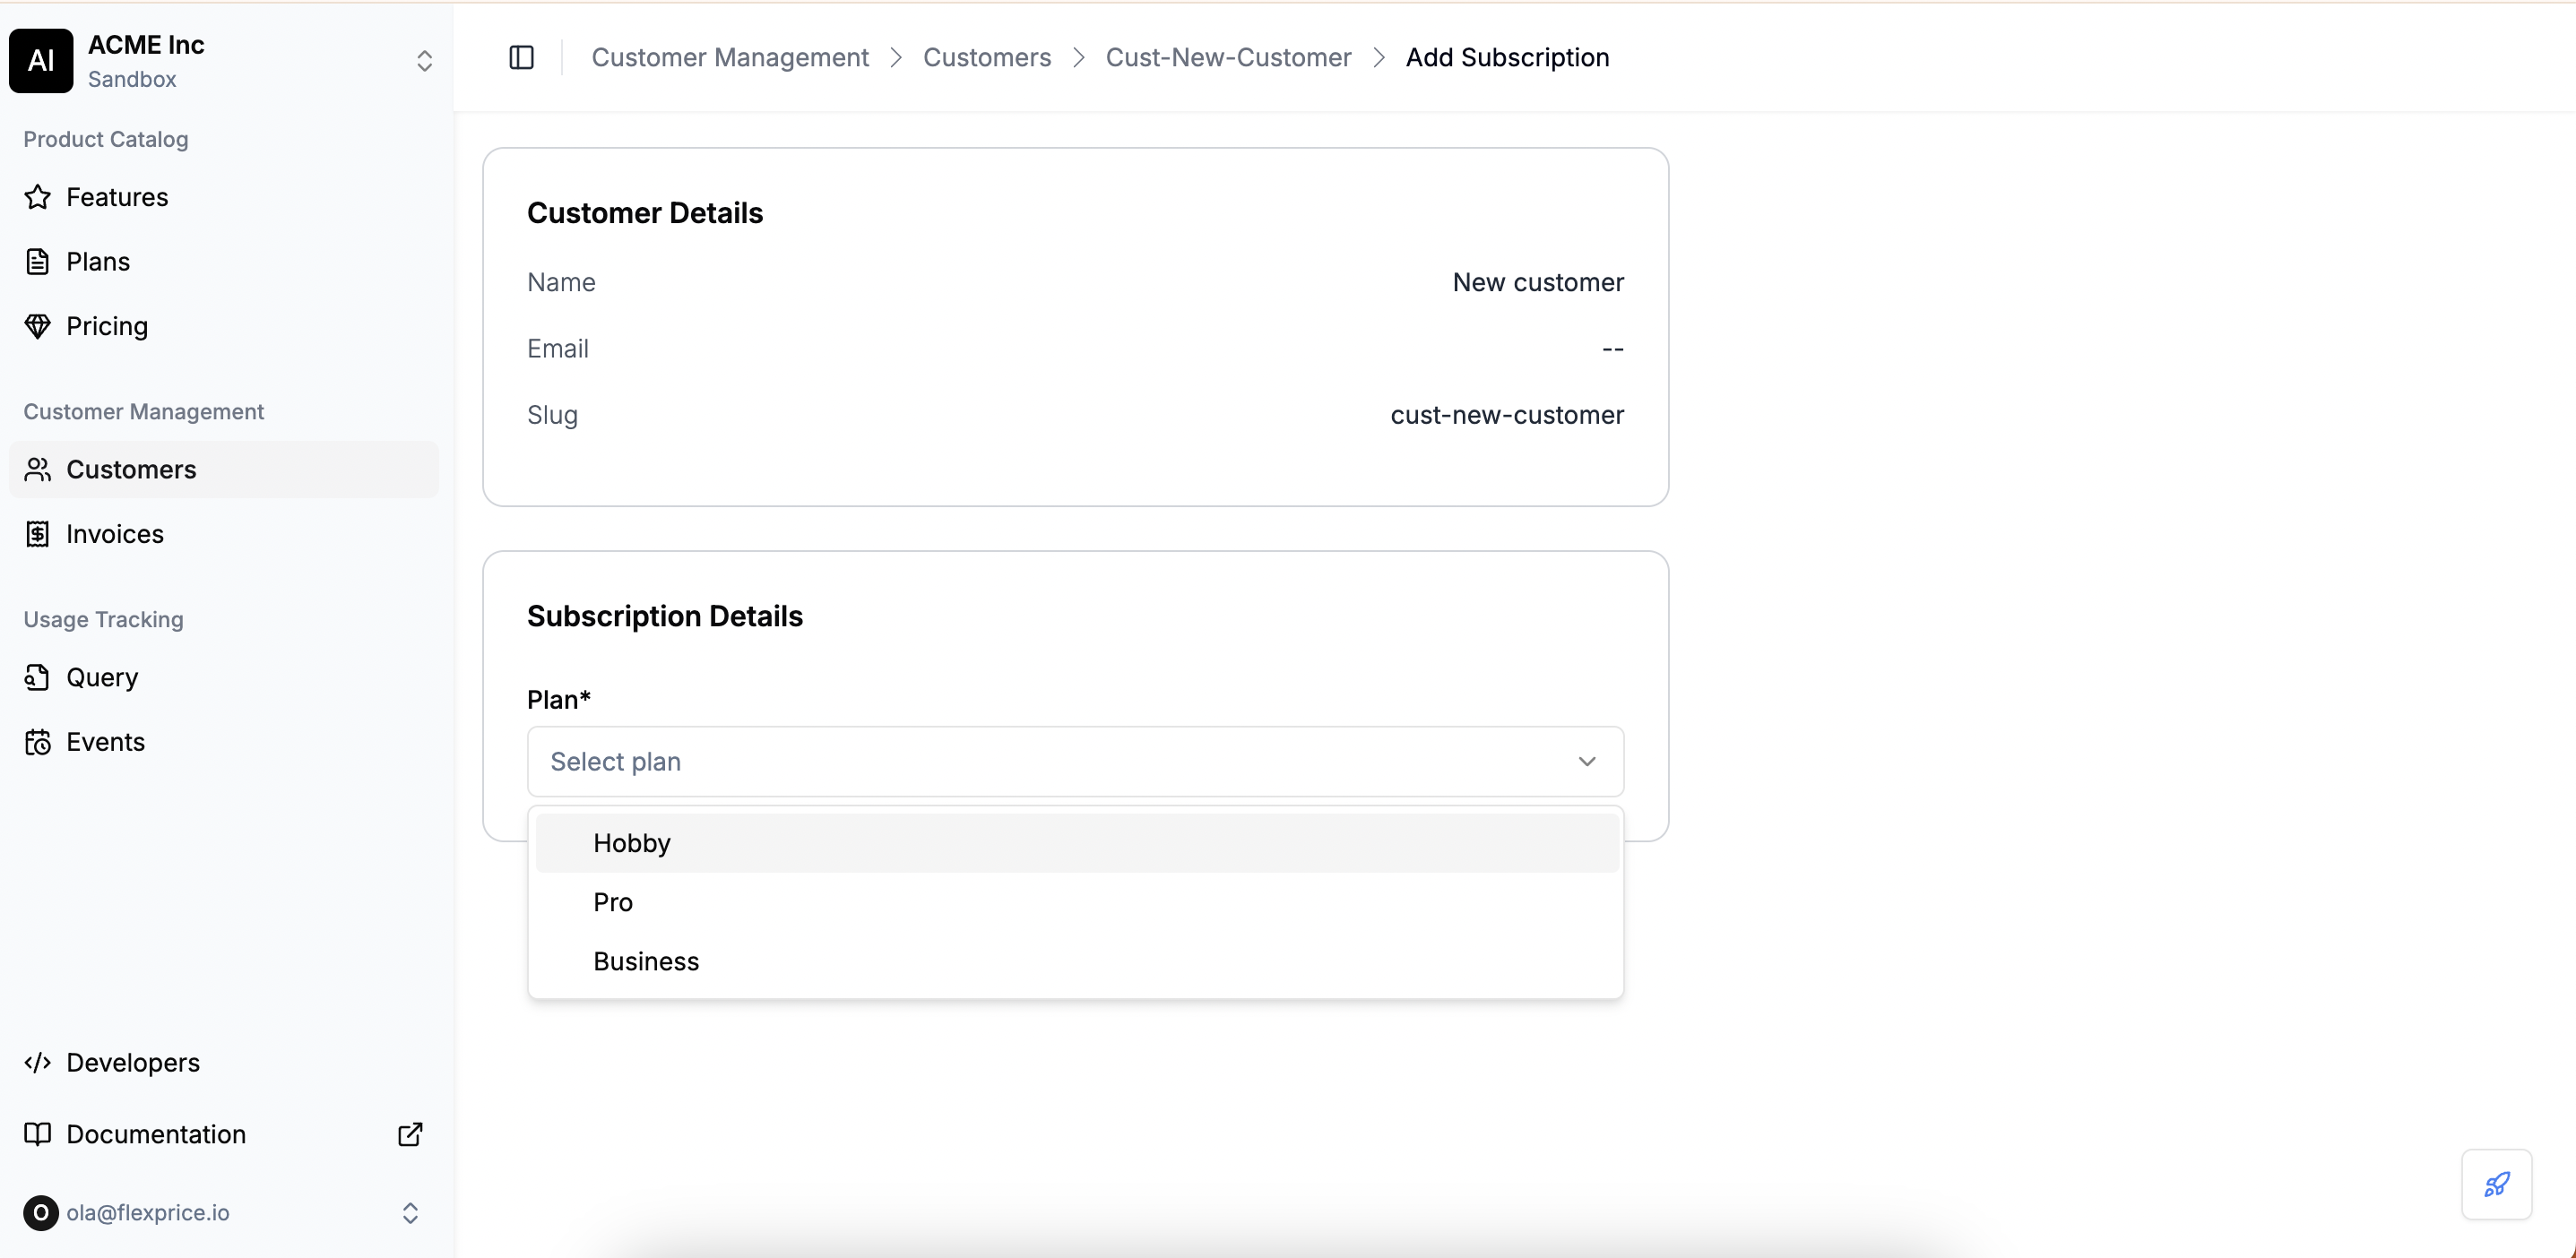 AI
ACME Inc
Sandbox
Product Catalog
Features
Plans
Pricing
Customer Management
Customers
Invoices
Usage Tracking
Query
Events
Developers
Documentation
O ola@flexprice.io
Customer Management > Customers > Cust-New-Customer > Add Subscription
Customer Details
Name New customer
Email --
Slug cust-new-customer
Subscription Details
Plan*
Select plan
Hobby
Pro
Business